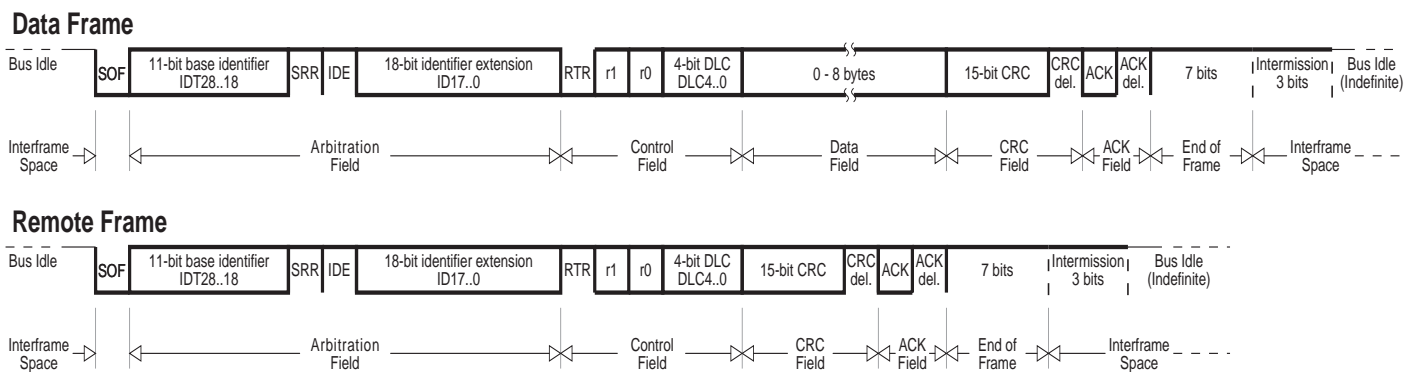 Data Frame
Bus Idle
SOF
11-bit base identifier
IDT28..18
SRR
IDE
18-bit identifier extension
ID17..0
RTR
r1
r0
4-bit DLC
DLC4..0
0 - 8 bytes
15-bit CRC
CRC
del.
ACK
ACK
del.
7 bits
Intermission
3 bits
Bus Idle
(Indefinite)
Interframe
Space
Arbitration
Field
Control
Field
Data
Field
CRC
Field
ACK
Field
End of
Frame
Interframe
Space
Remote Frame
Bus Idle
SOF
11-bit base identifier
IDT28..18
SRR
IDE
18-bit identifier extension
ID17..0
RTR
r1
r0
4-bit DLC
DLC4..0
15-bit CRC
CRC
del.
ACK
ACK
del.
7 bits
Intermission
3 bits
Bus Idle
(Indefinite)
Interframe
Space
Arbitration
Field
Control
Field
CRC
Field
ACK
Field
End of
Frame
Interframe
Space